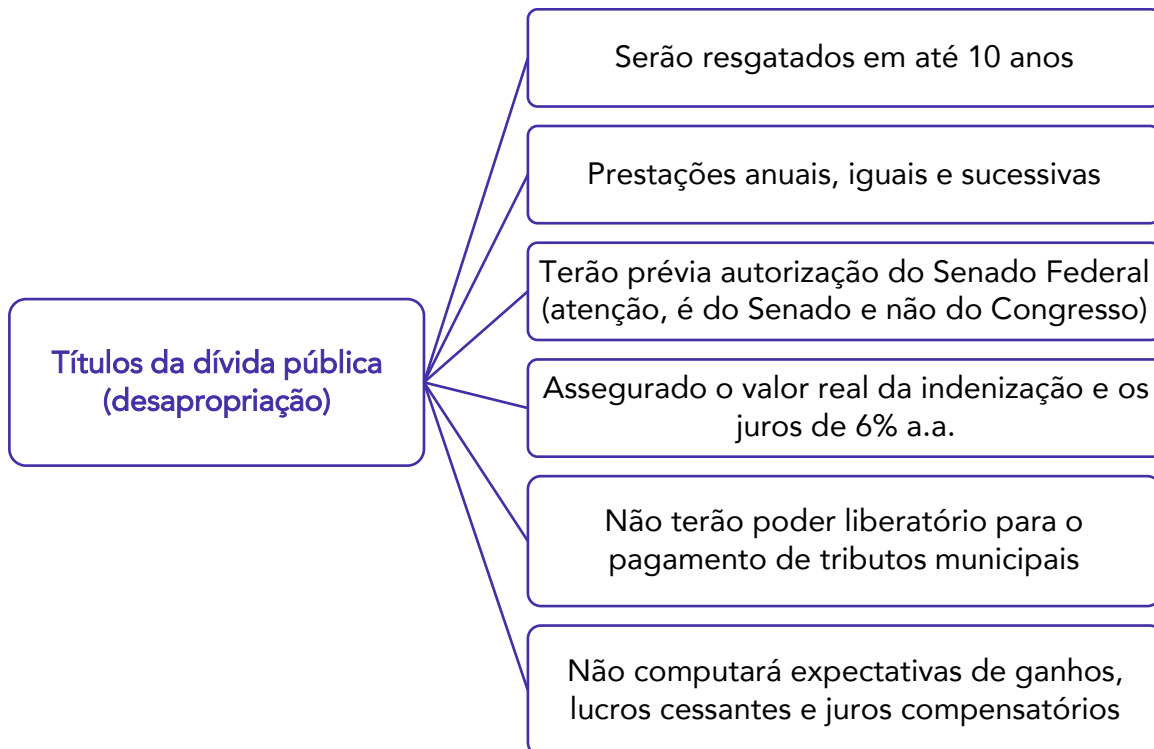 Serão resgatados em até 10 anos
Prestações anuais, iguais e sucessivas
Terão prévia autorização do Senado Federal
(atenção, é do Senado e não do Congresso)
Títulos da dívida pública
(desapropriação)
Assegurado o valor real da indenização e os
juros de 6% a.a.
Não terão poder liberatório para o
pagamento de tributos municipais
Não computará expectativas de ganhos,
lucros cessantes e juros compensatórios